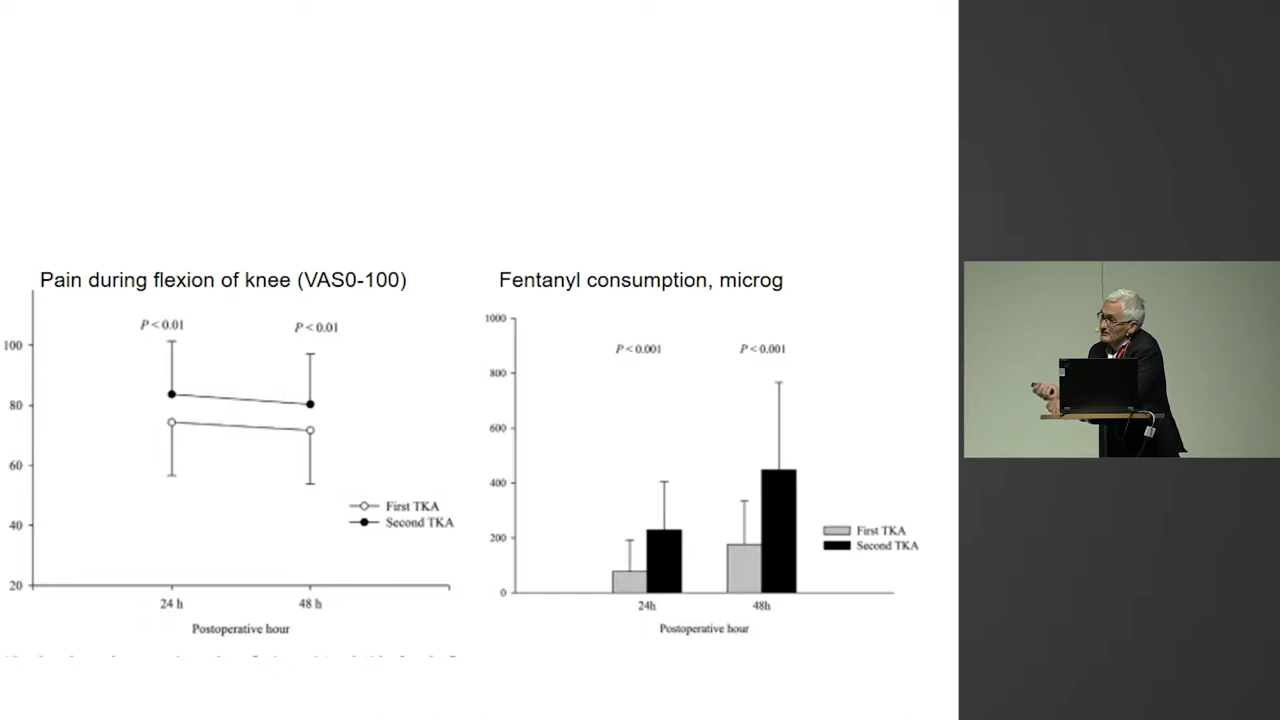 Pain during flexion of knee (VAS0-100)
P < 0.01
P < 0.01
100
80
60
40
20
First TKA
Second TKA
24 h
48 h
Postoperative hour
Fentanyl consumption, microg
1000
800
600
400
200
0
P < 0.001
P < 0.001
First TKA
Second TKA
24h
48h
Postoperative hour